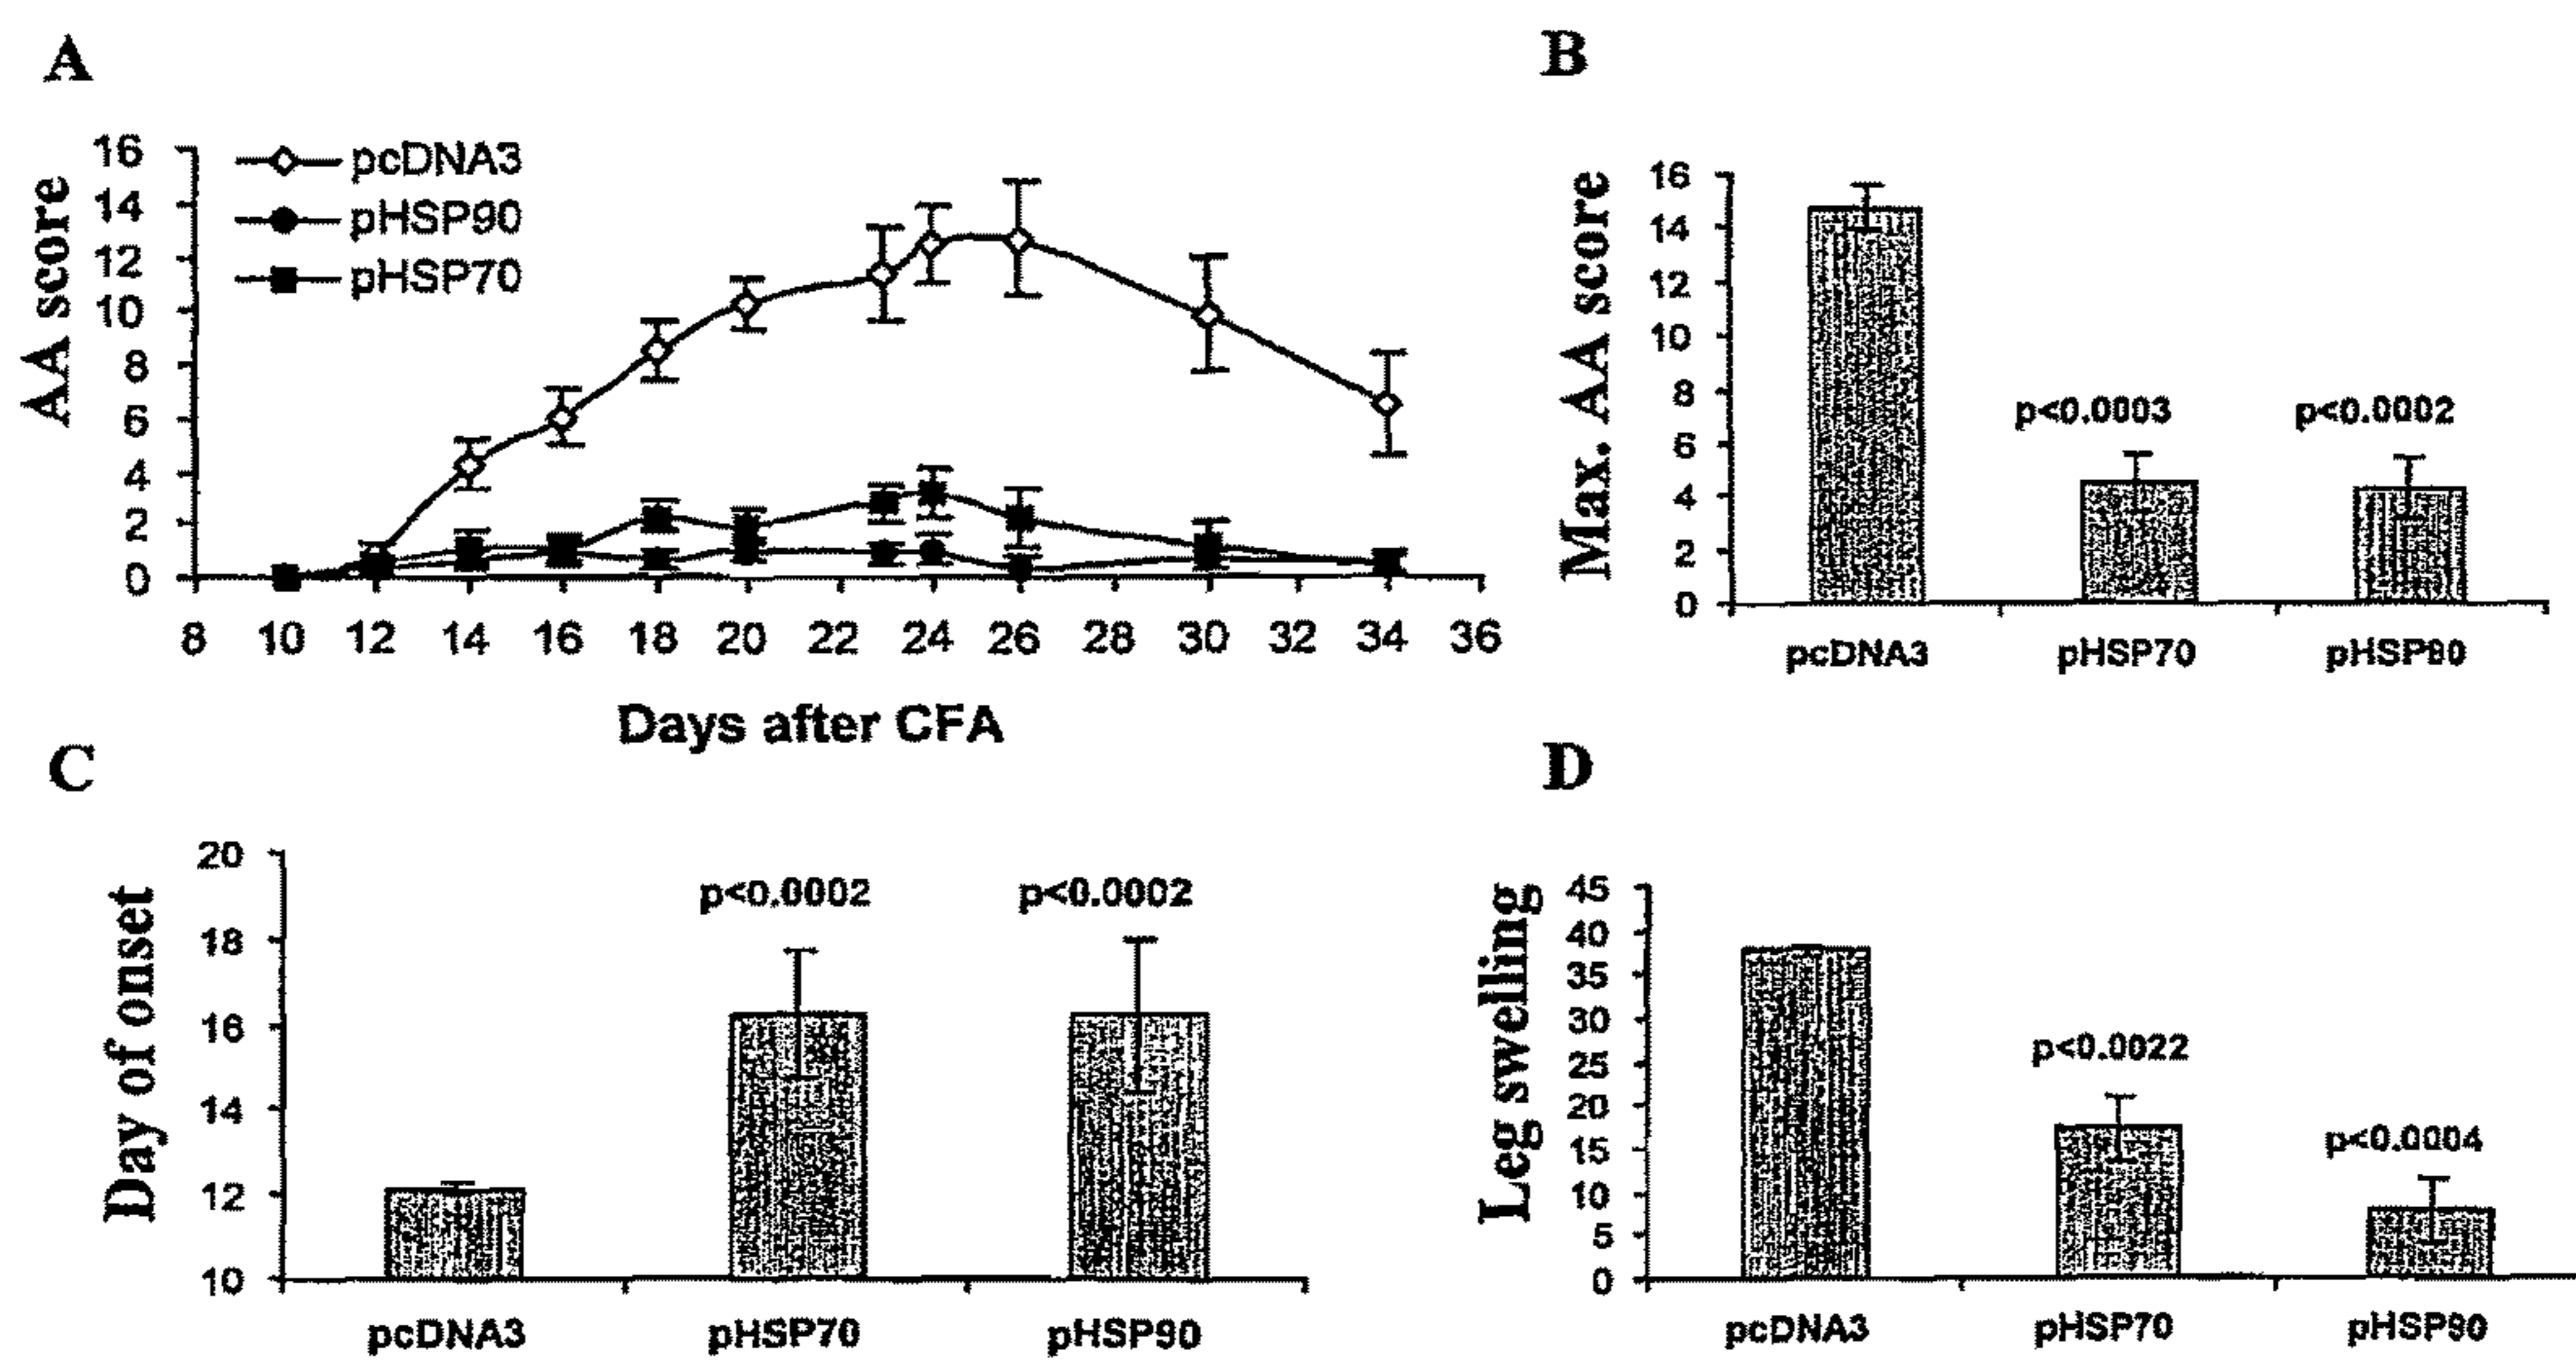 A
AA score
16
14
12
10
8
6
4
2
0
pcDNA3
pHSP90
pHSP70
8 10 12 14 16 18 20 22 24 26 28 30 32 34 36
Days after CFA
B
Max. AA score
16
14
12
10
8
6
4
2
0
p<0.0003 p<0.0002
pcDNA3 pHSP70 pHSP90
C
Day of onset
20
18
16
14
12
10
p<0.0002 p<0.0002
pcDNA3 pHSP70 pHSP90
D
Leg swelling
45
40
35
30
25
20
15
10
5
0
p<0.0022
p<0.0004
pcDNA3 pHSP70 pHSP90